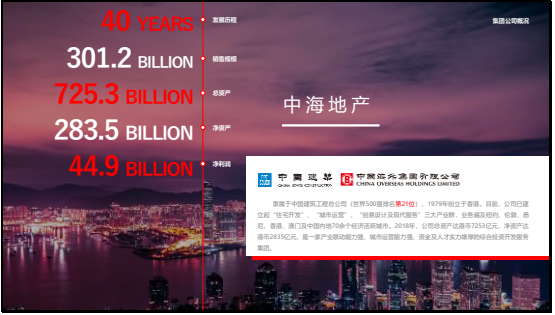 集团公司概况
40 YEARS 发展历程
301.2 BILLION 销售规模
725.3 BILLION 总资产
283.5 BILLION 净资产
44.9 BILLION 净利润
中海地产
中国建筑
CHINA STATE CONSTRUCTION
中国海外集团有限公司
CHINA OVERSEAS HOLDINGS LIMITED
隶属于中国建筑工程总公司（世界500强排名第21位），1979年创立于香港。目前，公司已建
立起“住宅开发”、“城市运营”、“创意设计及现代服务”三大产业群，业务遍及纽约、伦敦、悉
尼、香港、澳门及中国内地70余个经济活跃城市。2018年，公司总资产达港币7253亿元，净资产达
港币2835亿元，是一家产业联动能力强、城市运营能力强、资金及人才实力雄厚的综合投资开发服务
集团。